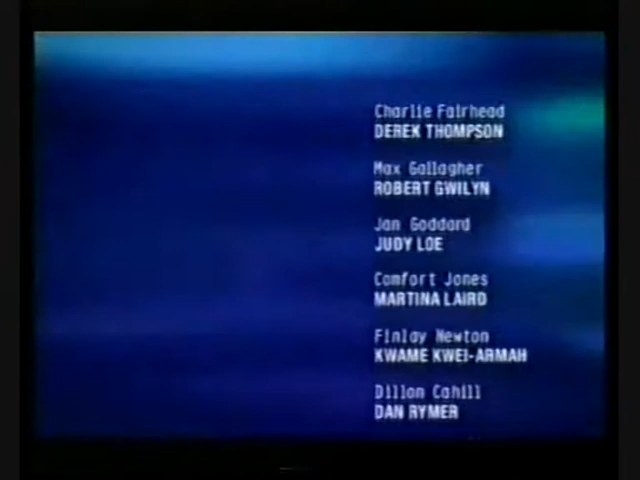 Charlie Fairhead
DEREK THOMPSON
Max Gallagher
ROBERT GWILYN
Jan Goddard
JUDY LOE
Comfort Jones
MARTINA LAIRD
Finlay Newton
KWAME KWEI-ARMAH
Dillon Cahill
DAN RYMER